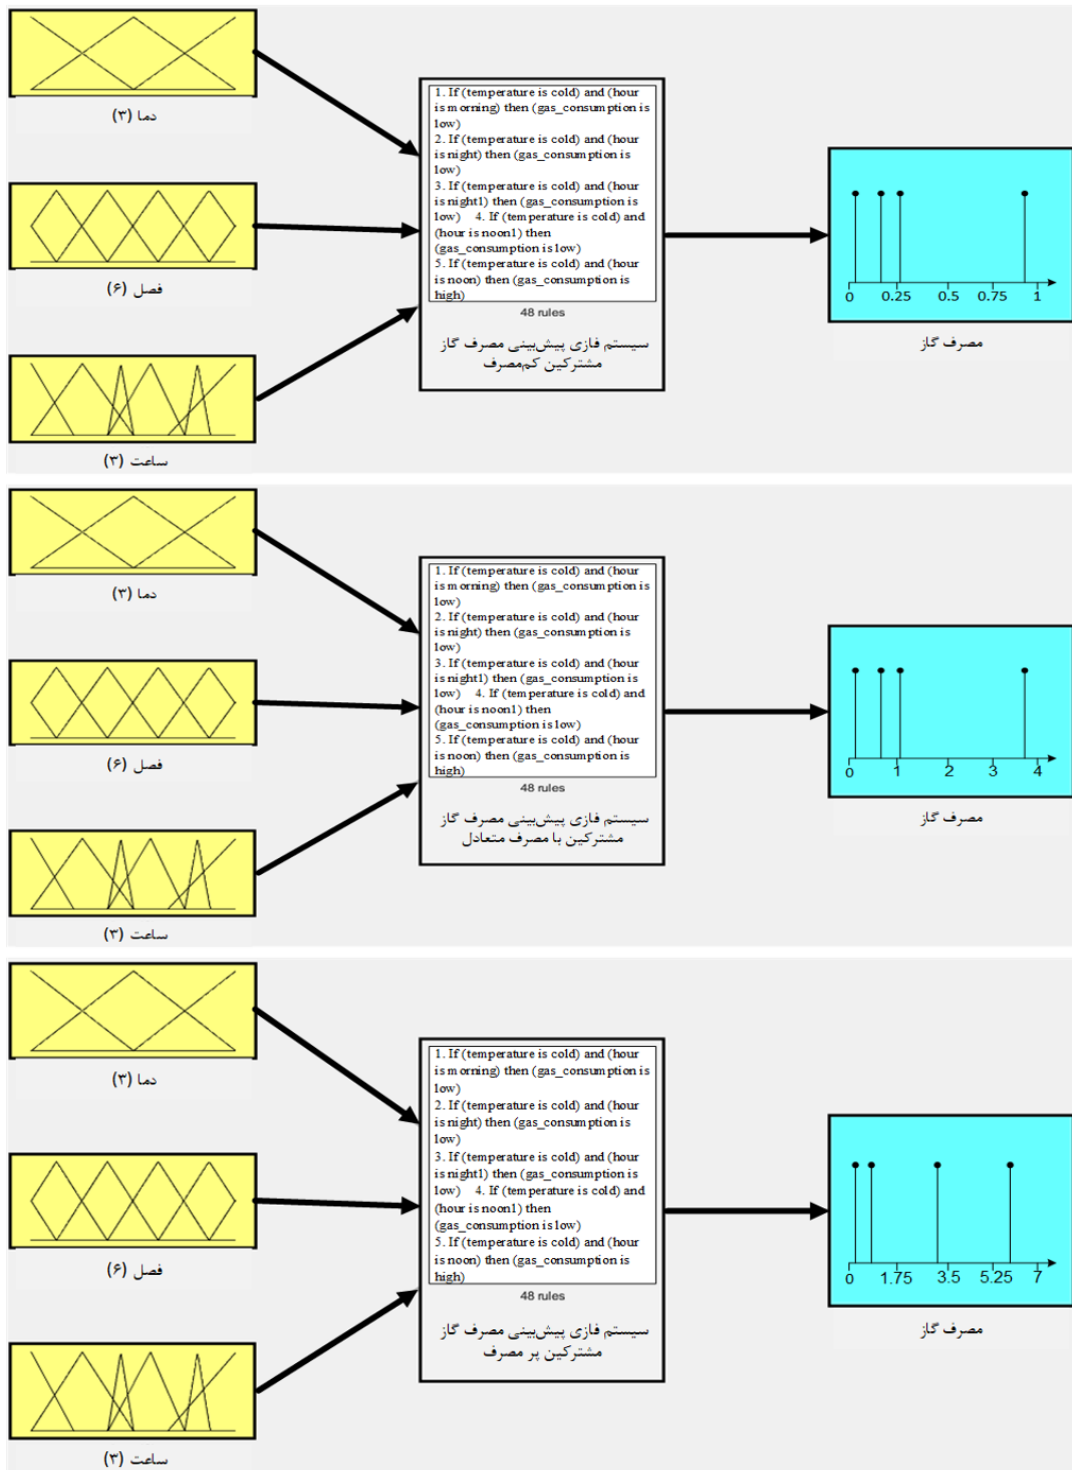 دما (۳)
فصل (۶)
ساعت (۳)
1. If (temperature is cold) and (hour
is morning) then (gas_consumption is
low)
2. If (temperature is cold) and (hour
is night) then (gas_consumption is
low)
3. If (temperature is cold) and (hour
is night1) then (gas_consumption is
low) 4. If (temperature is cold) and
(hour is noon1) then
(gas_consumption is low)
5. If (temperature is cold) and (hour
is noon) then (gas_consumption is
high)
48 rules
سیستم فازی پیش‌بینی مصرف گاز
مشترکین کم‌مصرف
0 0.25 0.5 0.75 1
مصرف گاز
دما (۳)
فصل (۶)
ساعت (۳)
1. If (temperature is cold) and (hour
is morning) then (gas_consumption is
low)
2. If (temperature is cold) and (hour
is night) then (gas_consumption is
low)
3. If (temperature is cold) and (hour
is night1) then (gas_consumption is
low) 4. If (temperature is cold) and
(hour is noon1) then
(gas_consumption is low)
5. If (temperature is cold) and (hour
is noon) then (gas_consumption is
high)
48 rules
سیستم فازی پیش‌بینی مصرف گاز
مشترکین با مصرف متعادل
0 1 2 3 4
مصرف گاز
دما (۳)
فصل (۶)
ساعت (۳)
1. If (temperature is cold) and (hour
is morning) then (gas_consumption is
low)
2. If (temperature is cold) and (hour
is night) then (gas_consumption is
low)
3. If (temperature is cold) and (hour
is night1) then (gas_consumption is
low) 4. If (temperature is cold) and
(hour is noon1) then
(gas_consumption is low)
5. If (temperature is cold) and (hour
is noon) then (gas_consumption is
high)
48 rules
سیستم فازی پیش‌بینی مصرف گاز
مشترکین پر مصرف
0 1.75 3.5 5.25 7
مصرف گاز